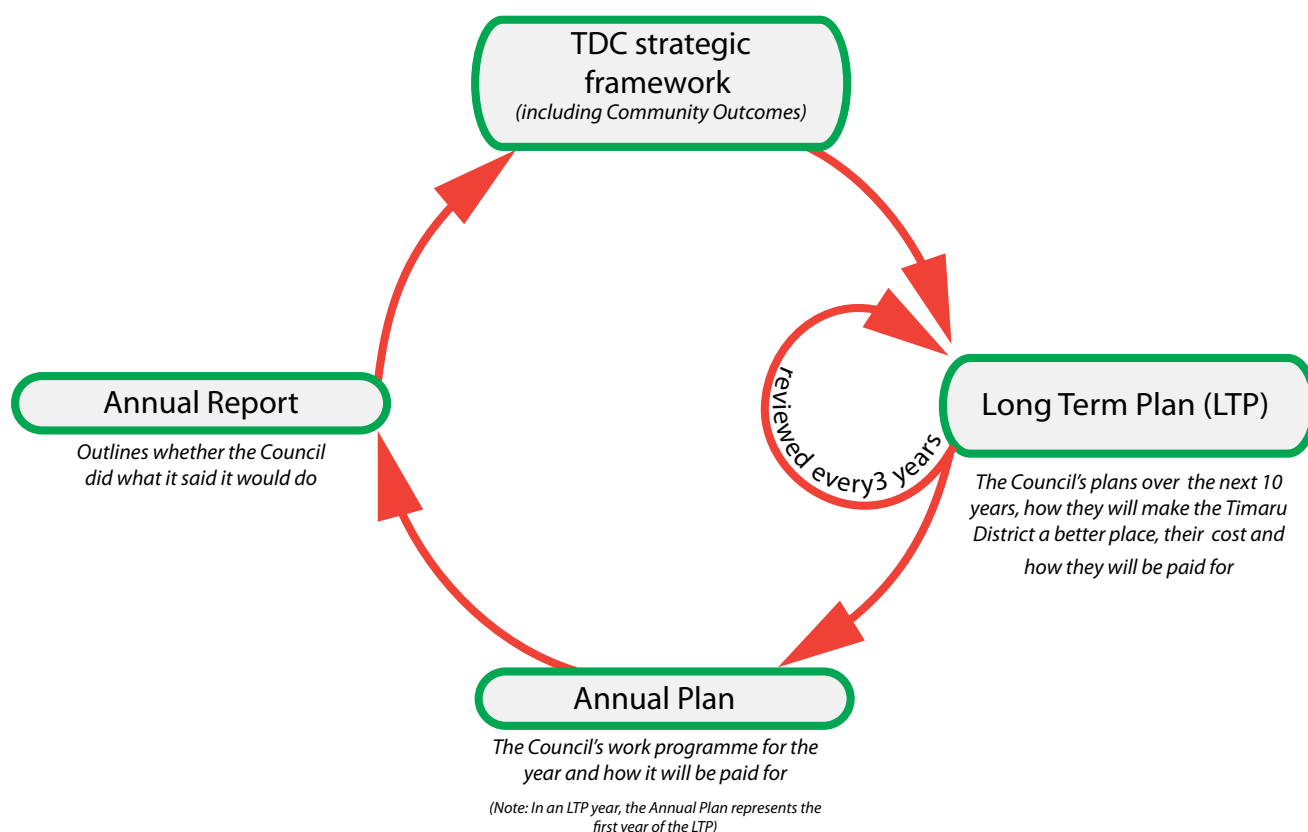 TDC strategic
framework
(including Community Outcomes)
Long Term Plan (LTP)
The Council’s plans over the next 10
years, how they will make the Timaru
District a better place, their cost and
how they will be paid for
reviewed every3 years
Annual Plan
The Council’s work programme for the
year and how it will be paid for
(Note: In an LTP year, the Annual Plan represents the
first year of the LTP)
Annual Report
Outlines whether the Council
did what it said it would do